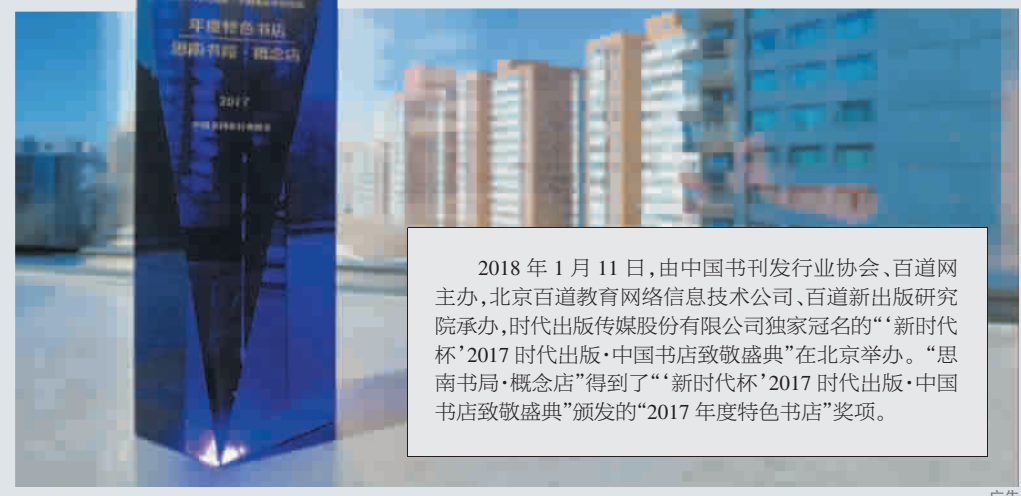 年度特色书店
思南书局·概念店
2017
2018 年 1 月 11 日，由中国书刊发行业协会、百道网
主办，北京百道教育网络信息技术公司、百道新出版研究
院承办，时代出版传媒股份有限公司独家冠名的“‘新时代
杯’2017 时代出版·中国书店致敬盛典”在北京举办。“思
南书局·概念店”得到了“‘新时代杯’2017 时代出版·中国
书店致敬盛典”颁发的“2017 年度特色书店”奖项。